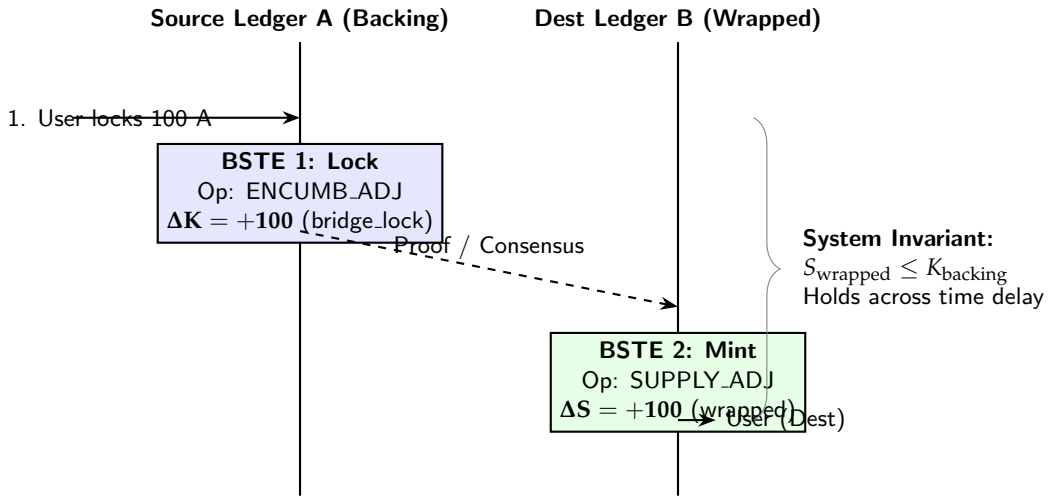 Source Ledger A (Backing)
Dest Ledger B (Wrapped)
1. User locks 100 A
BSTE 1: Lock
Op: ENCUMB_ADJ
ΔK = +100 (bridge_lock)
Proof / Consensus
System Invariant:
S_wrapped ≤ K_backing
Holds across time delay
BSTE 2: Mint
Op: SUPPLY_ADJ
ΔS = +100 (wrapped)
User (Dest)